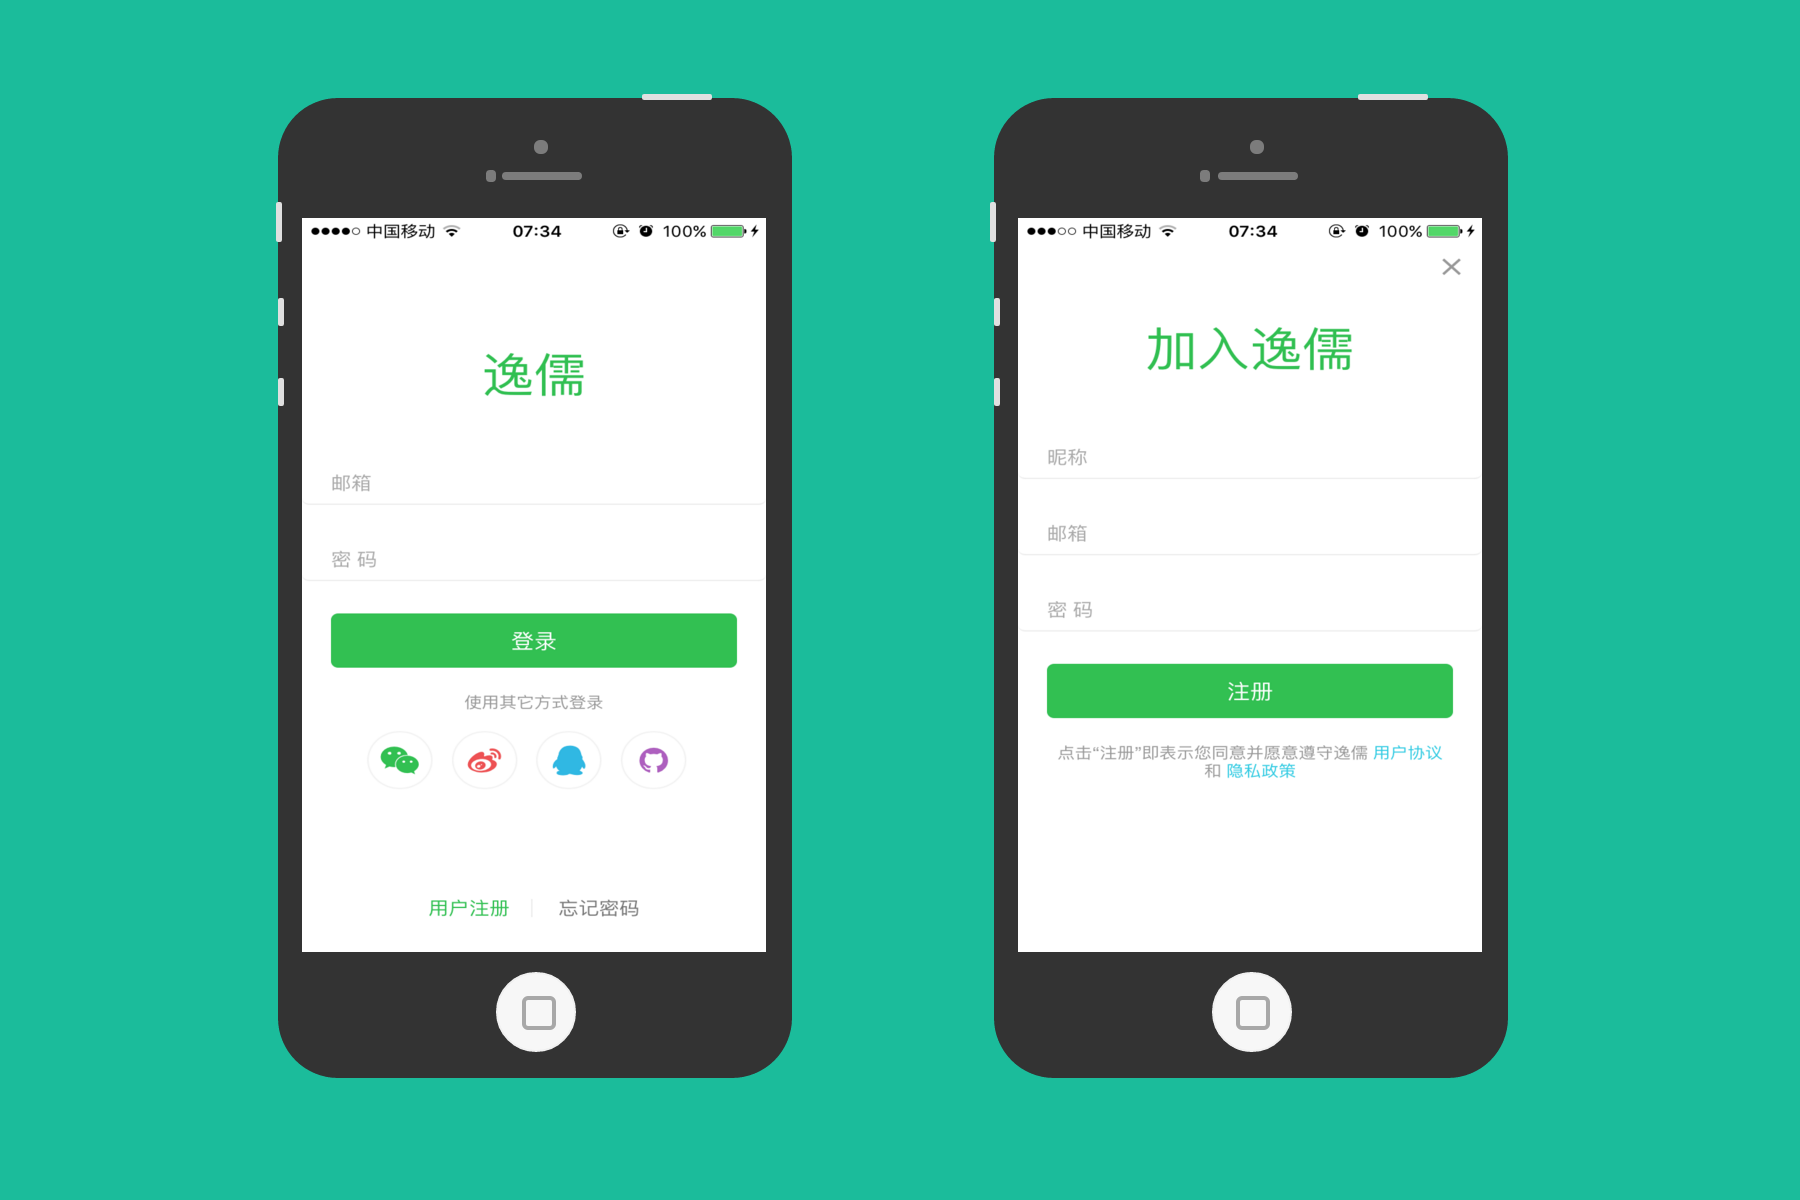 中国移动 07:34 100%
逸儒
邮箱
密 码
登录
使用其它方式登录
用户注册 忘记密码
中国移动 07:34 100%
加入逸儒
昵称
邮箱
密 码
注册
点击“注册”即表示您同意并愿意遵守逸儒 用户协议
和 隐私政策